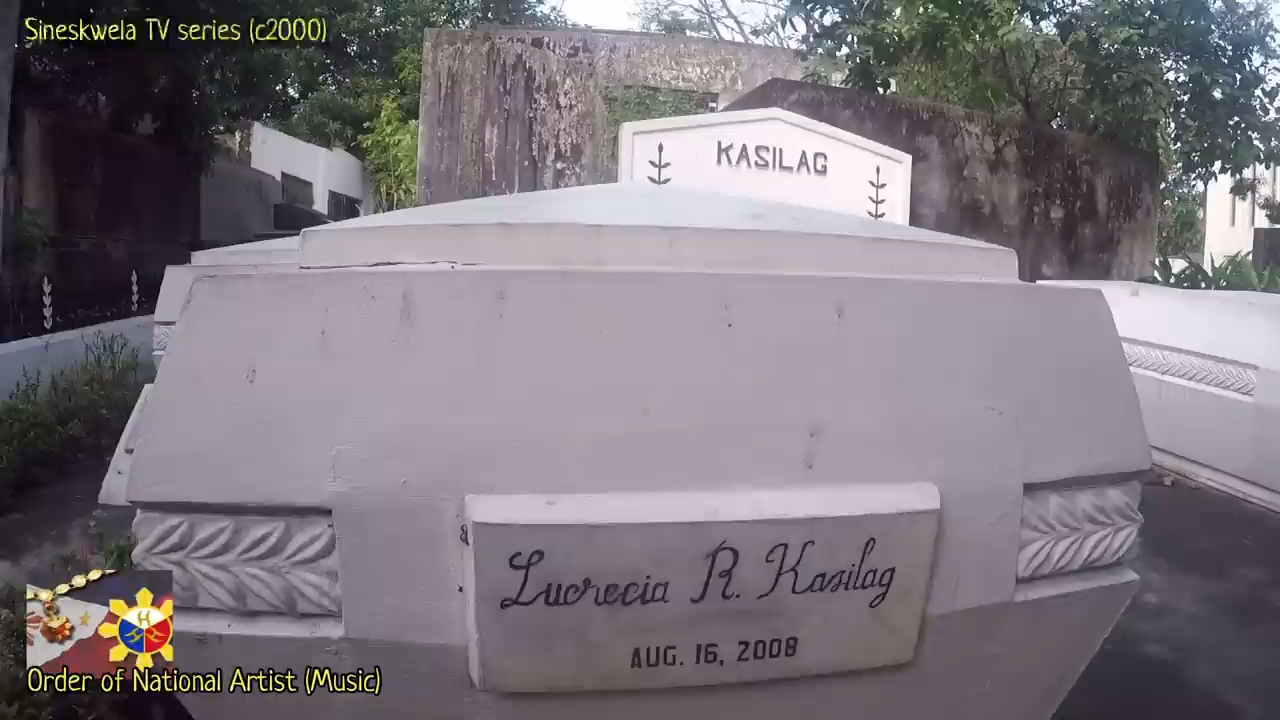 Sineskwela TV series (c2000)
KASILAG
Lucrecia R. Kasilag
AUG. 16, 2008
Order of National Artist (Music)